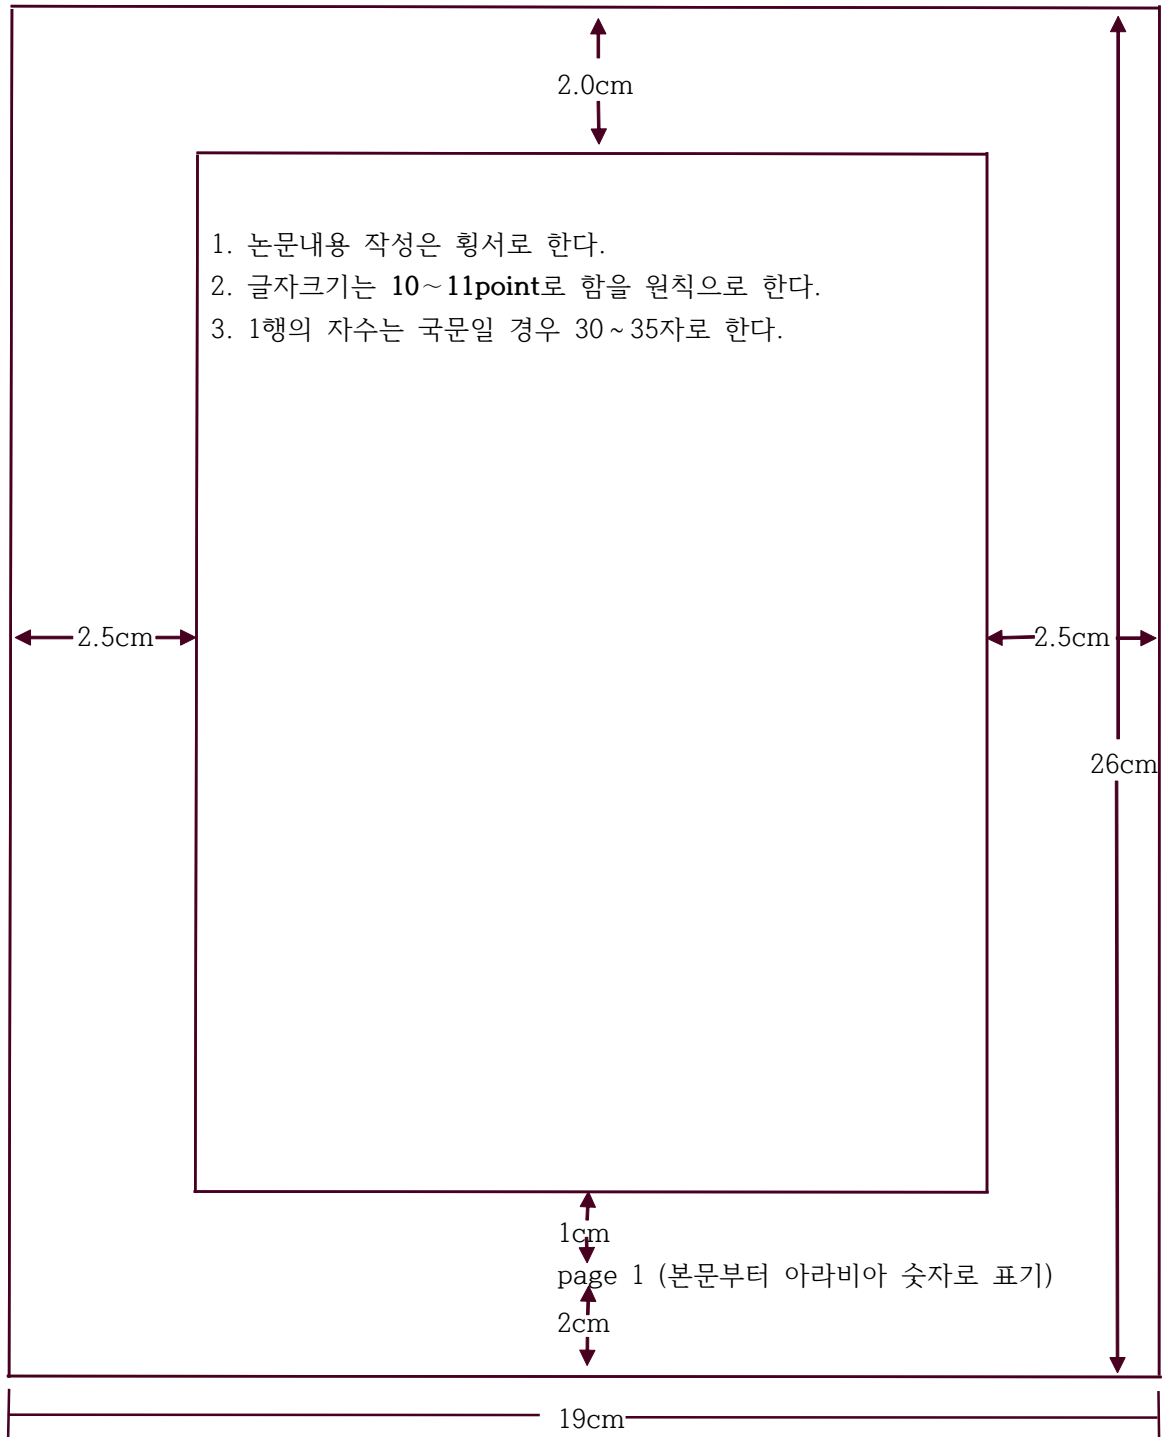 2.0cm
1. 논문내용 작성은 횡서로 한다.
2. 글자크기는 10～11point로 함을 원칙으로 한다.
3. 1행의 자수는 국문일 경우 30～35자로 한다.
2.5cm
2.5cm
26cm
1cm
page 1 (본문부터 아라비아 숫자로 표기)
2cm
19cm